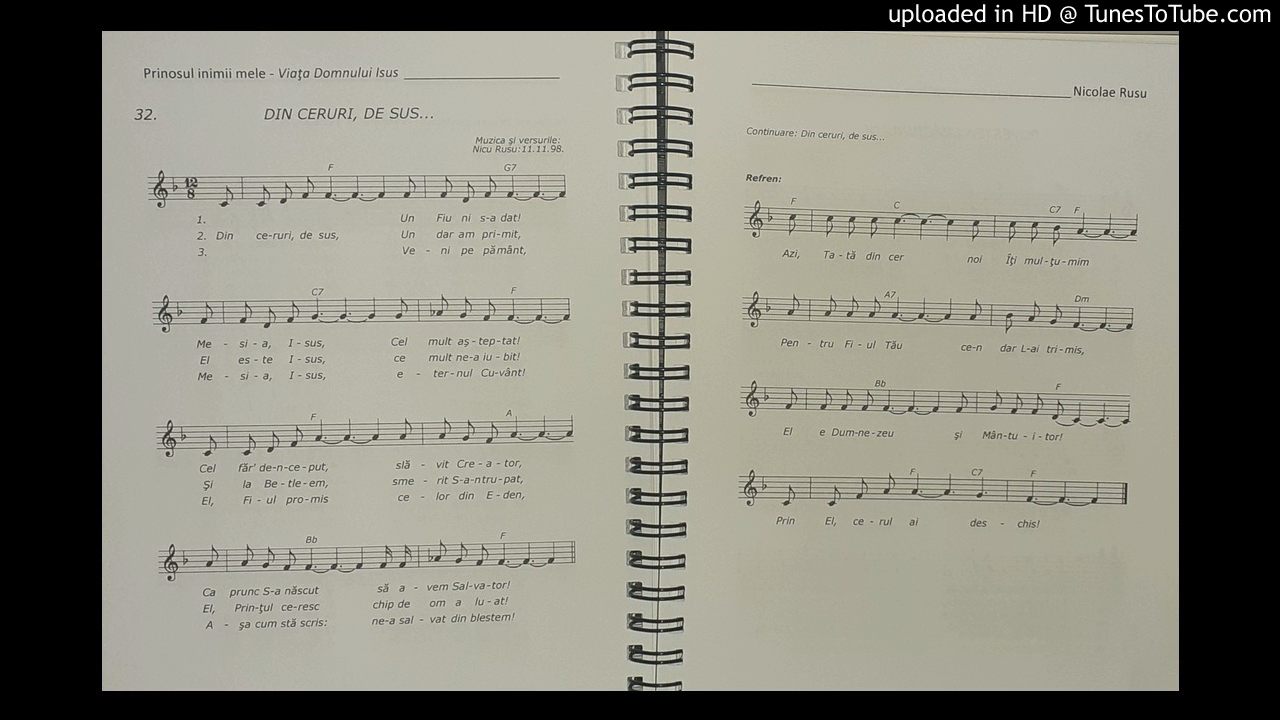 uploaded in HD @ TunesToTube.com
Prinosul inimii mele - Viața Domnului Isus
32. DIN CERURI, DE SUS...
Muzica și versurile:
Nicu Rusu:11.11.98.
F G7
1. Un Fiu ni s-a dat!
2. Din ce-ruri, de sus, Un dar am pri-mit,
3. Ve - ni pe pământ,
C7 F
Me - si - a, I - sus, Cel mult aș-tep-tat!
El es - te I - sus, ce mult ne-a iu - bit!
Me - si - a, I - sus, e - ter-nul Cu-vânt!
F A
Cel făr' de-n-ce-put, slă - vit Cre - a - tor,
Și la Be - tle-em, sme - rit S-a-ntru-pat,
El, Fi - ul pro-mis ce - lor din E-den,
Bb F
Ca prunc S-a născut să a - vem Sal-va-tor!
El, Prin-țul ce-resc chip de om a lu-at!
A - șa cum stă scris: ne-a sal - vat din blestem!
Nicolae Rusu
Continuare: Din ceruri, de sus...
Refren:
F C C7 F
Azi, Ta - tă din cer noi Îți mul-țu-mim
A7 Dm
Pen - tru Fi - ul Tău ce-n dar L-ai tri-mis,
Bb F
El e Dum-ne-zeu și Mân-tu - i - tor!
F C7 F
Prin El, ce - rul ai des - chis!